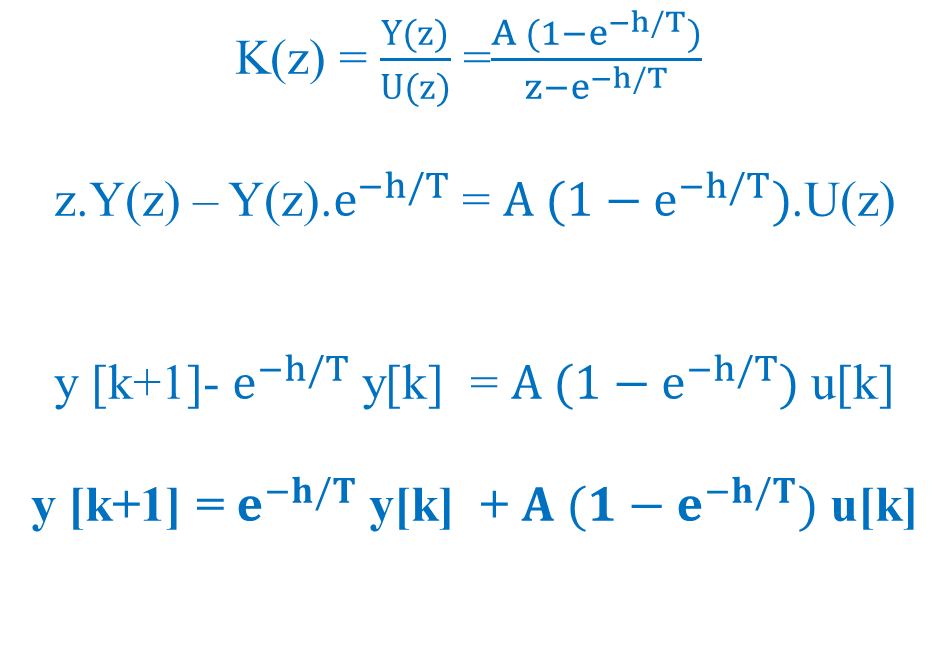 K(z) = Y(z)/U(z) = A (1−e^−h/T)/z−e^−h/T
z.Y(z) – Y(z).e^−h/T = A (1 − e^−h/T).U(z)
y [k+1]- e^−h/T y[k] = A (1 − e^−h/T) u[k]
y [k+1] = e^−h/T y[k] + A (1 − e^−h/T) u[k]